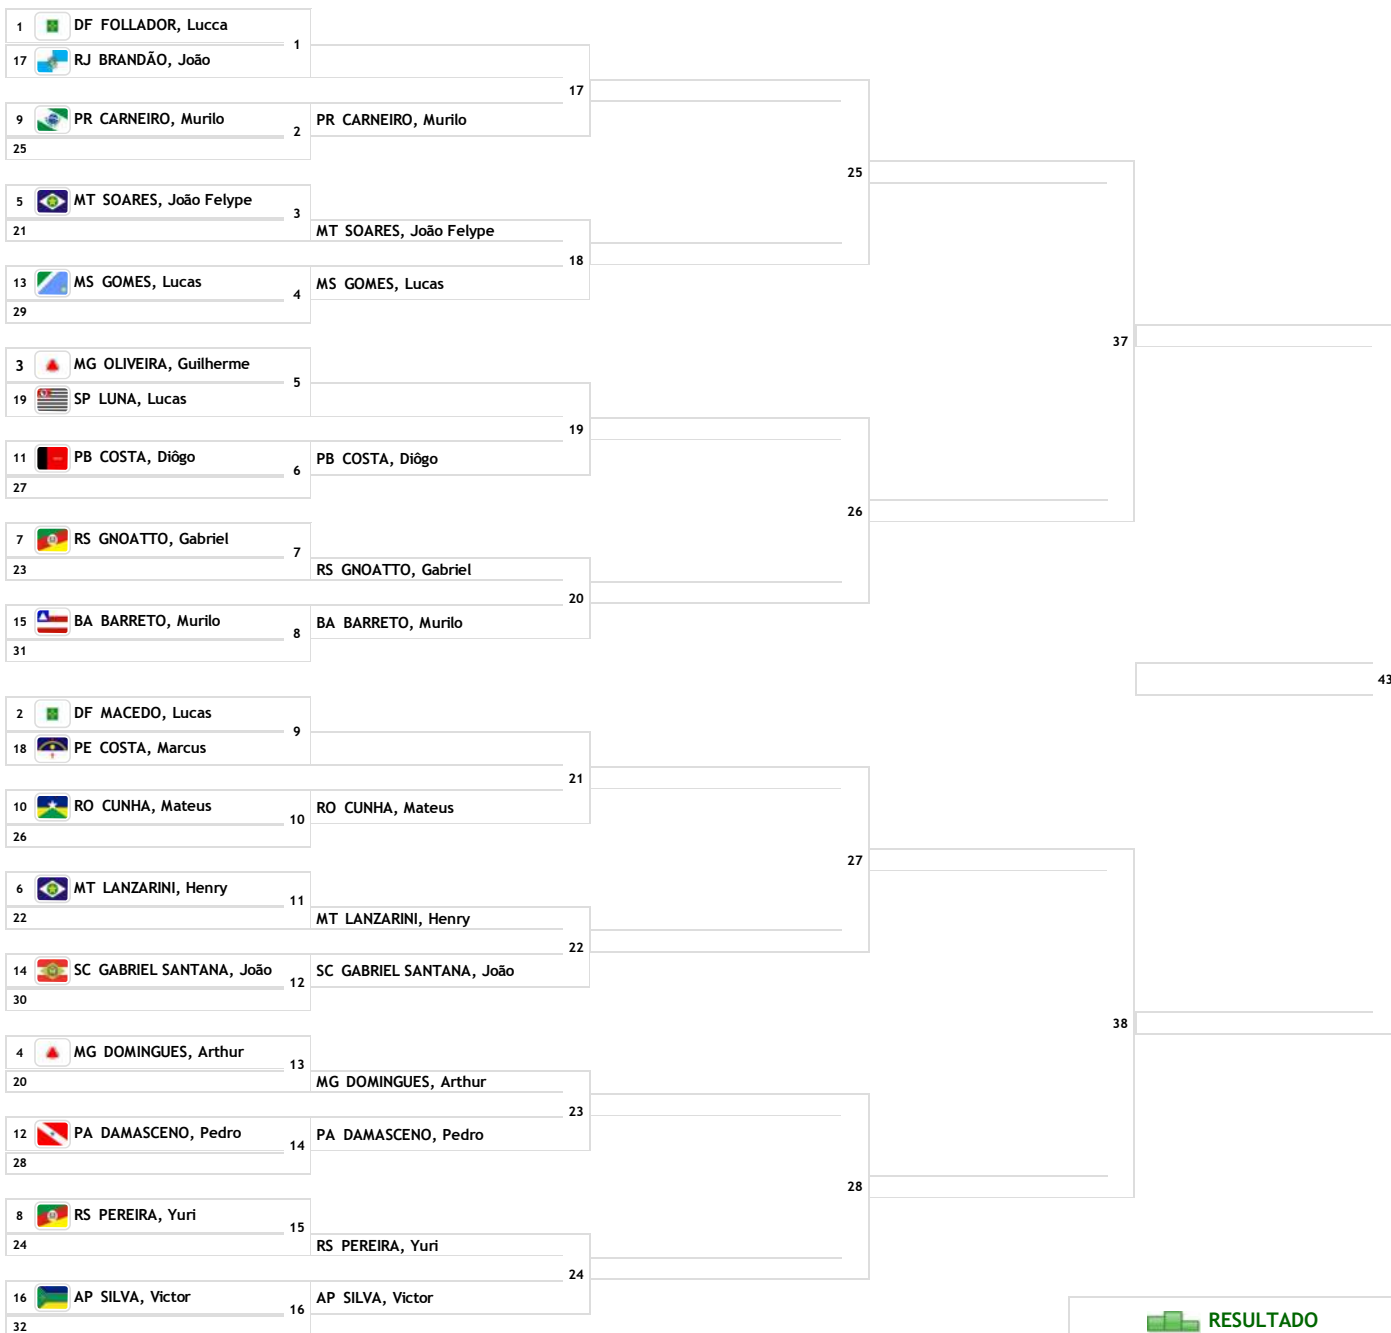 1 DF FOLLADOR, Lucca
1
17 RJ BRANDÃO, João
17
9 PR CARNEIRO, Murilo
2 PR CARNEIRO, Murilo
25
25
5 MT SOARES, João Felype
3
21 MT SOARES, João Felype
18
13 MS GOMES, Lucas
4 MS GOMES, Lucas
29
37
3 MG OLIVEIRA, Guilherme
5
19 SP LUNA, Lucas
19
11 PB COSTA, Diôgo
6 PB COSTA, Diôgo
27
26
7 RS GNOATTO, Gabriel
7
23 RS GNOATTO, Gabriel
20
15 BA BARRETO, Murilo
8 BA BARRETO, Murilo
31
43
2 DF MACEDO, Lucas
9
18 PE COSTA, Marcus
21
10 RO CUNHA, Mateus
10 RO CUNHA, Mateus
26
27
6 MT LANZARINI, Henry
11
22 MT LANZARINI, Henry
22
14 SC GABRIEL SANTANA, João
12 SC GABRIEL SANTANA, João
30
38
4 MG DOMINGUES, Arthur
13
20 MG DOMINGUES, Arthur
23
12 PA DAMASCENO, Pedro
14 PA DAMASCENO, Pedro
28
28
8 RS PEREIRA, Yuri
15
24 RS PEREIRA, Yuri
24
16 AP SILVA, Victor
16 AP SILVA, Victor
32
RESULTADO